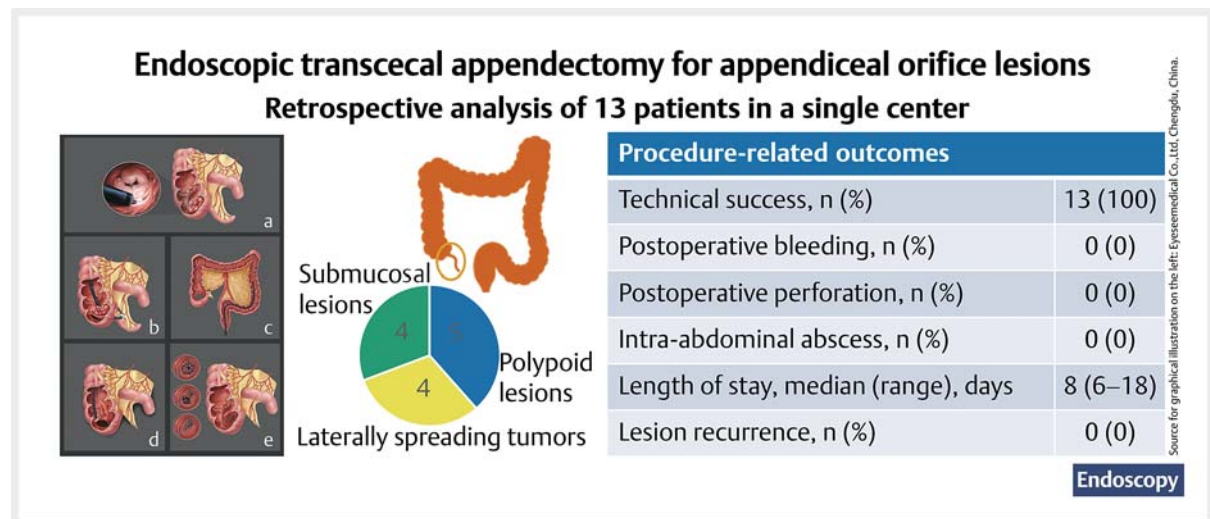 Endoscopic transcecal appendectomy for appendiceal orifice lesions
Retrospective analysis of 13 patients in a single center
a
b
c
d
e
Submucosal
lesions
4
5
4
Polypoid
lesions
Laterally spreading tumors
Procedure-related outcomes
Technical success, n (%) 13 (100)
Postoperative bleeding, n (%) 0 (0)
Postoperative perforation, n (%) 0 (0)
Intra-abdominal abscess, n (%) 0 (0)
Length of stay, median (range), days 8 (6–18)
Lesion recurrence, n (%) 0 (0)
Source for graphical illustration on the left: Eyeseemedical Co.,Ltd, Chengdu, China.
Endoscopy